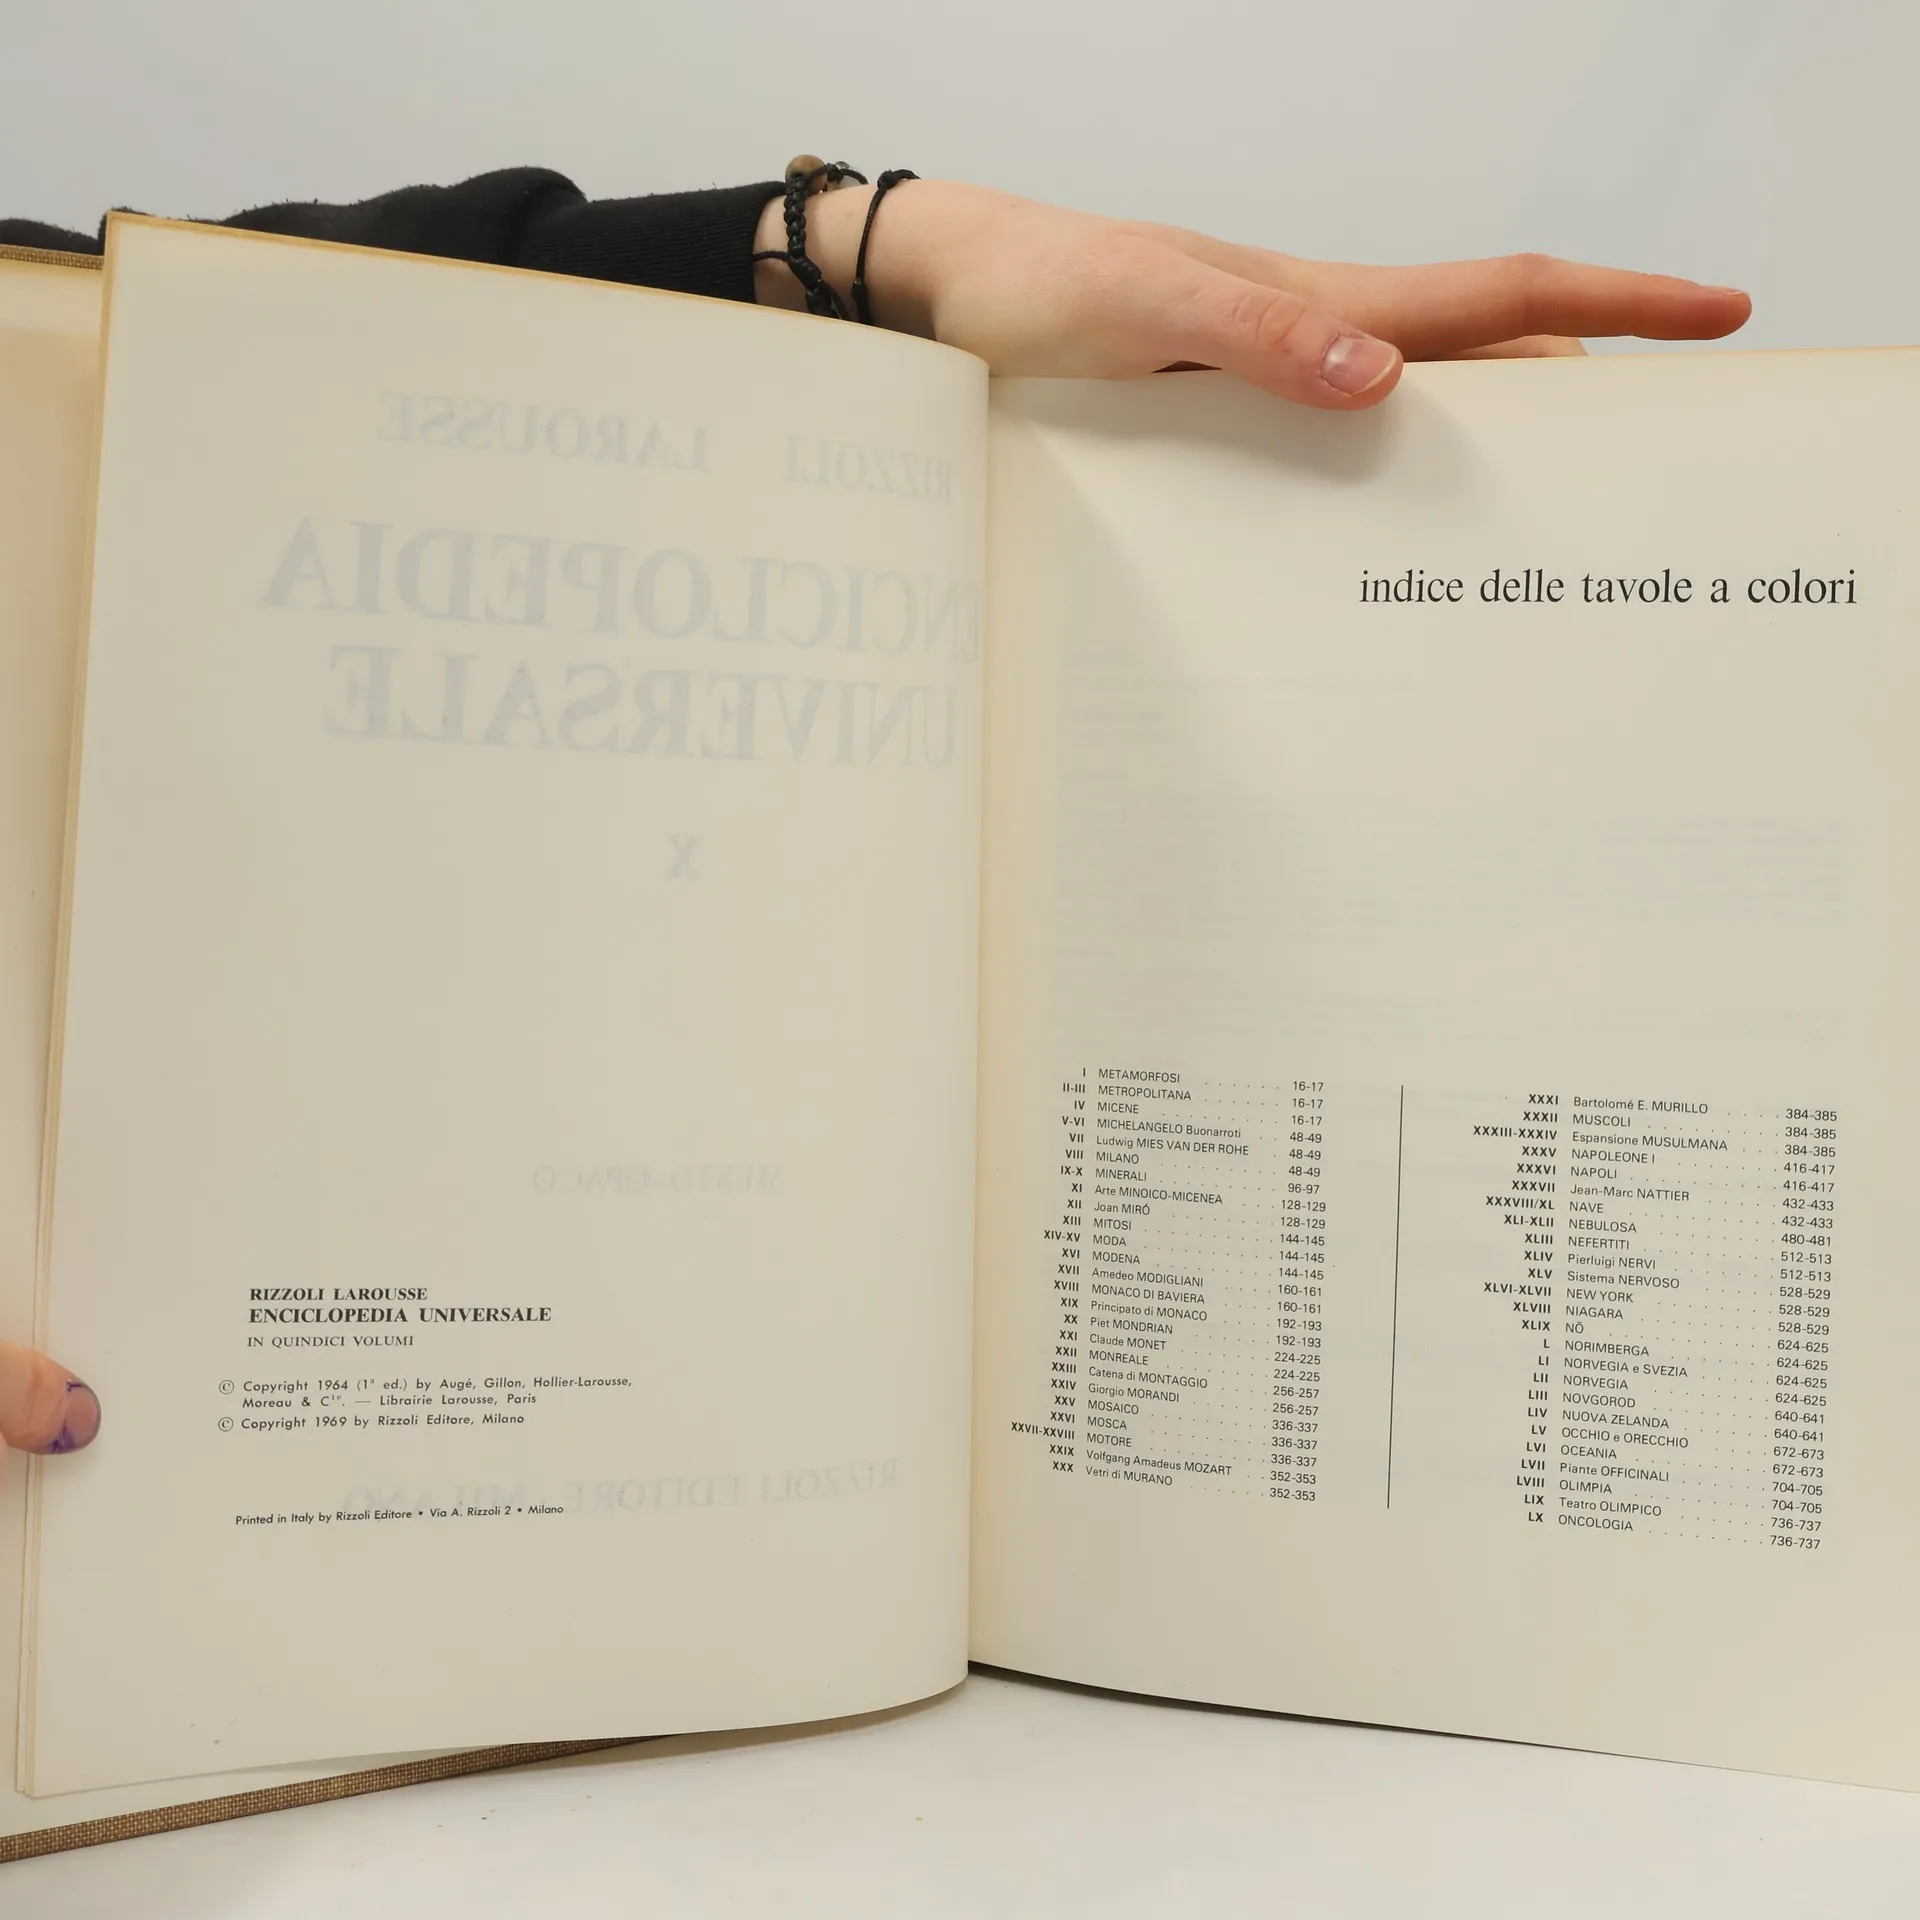 RIZZOLI LAROUSSE
ENCICLOPEDIA
UNIVERSALE
X
MESTO-OPACO
RIZZOLI EDITORE - MILANO
RIZZOLI LAROUSSE
ENCICLOPEDIA UNIVERSALE
IN QUINDICI VOLUMI
© Copyright 1964 (1ª ed.) by Augé, Gillon, Hollier-Larousse,
Moreau & Cie. — Librairie Larousse, Paris
© Copyright 1969 by Rizzoli Editore, Milano
Printed in Italy by Rizzoli Editore • Via A. Rizzoli 2 • Milano
indice delle tavole a colori
I METAMORFOSI . . . . . . 16-17
II-III METROPOLITANA . . . . . . 16-17
IV MICENE . . . . . . . . 16-17
V-VI MICHELANGELO Buonarroti . . 48-49
VII Ludwig MIES VAN DER ROHE . 48-49
VIII MILANO . . . . . . . . 48-49
IX-X MINERALI . . . . . . . . 96-97
XI Arte MINOICO-MICENEA . . . 128-129
XII Joan MIRÓ . . . . . . . 128-129
XIII MITOSI . . . . . . . . 144-145
XIV-XV MODA . . . . . . . . 144-145
XVI MODENA . . . . . . . . 144-145
XVII Amedeo MODIGLIANI . . . . 160-161
XVIII MONACO DI BAVIERA . . . . 160-161
XIX Principato di MONACO . . . . 192-193
XX Piet MONDRIAN . . . . . . 192-193
XXI Claude MONET . . . . . . 224-225
XXII MONREALE . . . . . . . 224-225
XXIII Catena di MONTAGGIO . . . . 256-257
XXIV Giorgio MORANDI . . . . . 256-257
XXV MOSAICO . . . . . . . . 336-337
XXVI MOSCA . . . . . . . . 336-337
XXVII-XXVIII MOTORE . . . . . . . . 336-337
XXIX Volfgang Amadeus MOZART . . 352-353
XXX Vetri di MURANO . . . . . 352-353
XXXI Bartolomé E. MURILLO . . . . 384-385
XXXII MUSCOLI . . . . . . . . 384-385
XXXIII-XXXIV Espansione MUSULMANA . . . 384-385
XXXV NAPOLEONE I . . . . . . 416-417
XXXVI NAPOLI . . . . . . . . 416-417
XXXVII Jean-Marc NATTIER . . . . . 432-433
XXXVIII/XL NAVE . . . . . . . . . 432-433
XLI-XLII NEBULOSA . . . . . . . 480-481
XLIII NEFERTITI . . . . . . . 512-513
XLIV Pierluigi NERVI . . . . . . 512-513
XLV Sistema NERVOSO . . . . . 528-529
XLVI-XLVII NEW YORK . . . . . . . 528-529
XLVIII NIAGARA . . . . . . . . 528-529
XLIX NŌ . . . . . . . . . . 624-625
L NORIMBERGA . . . . . . 624-625
LI NORVEGIA e SVEZIA . . . . 624-625
LII NORVEGIA . . . . . . . 624-625
LIII NOVGOROD . . . . . . . 640-641
LIV NUOVA ZELANDA . . . . . 640-641
LV OCCHIO e ORECCHIO . . . . 672-673
LVI OCEANIA . . . . . . . . 672-673
LVII Piante OFFICINALI . . . . . 704-705
LVIII OLIMPIA . . . . . . . . 704-705
LIX Teatro OLIMPICO . . . . . 736-737
LX ONCOLOGIA . . . . . . . 736-737